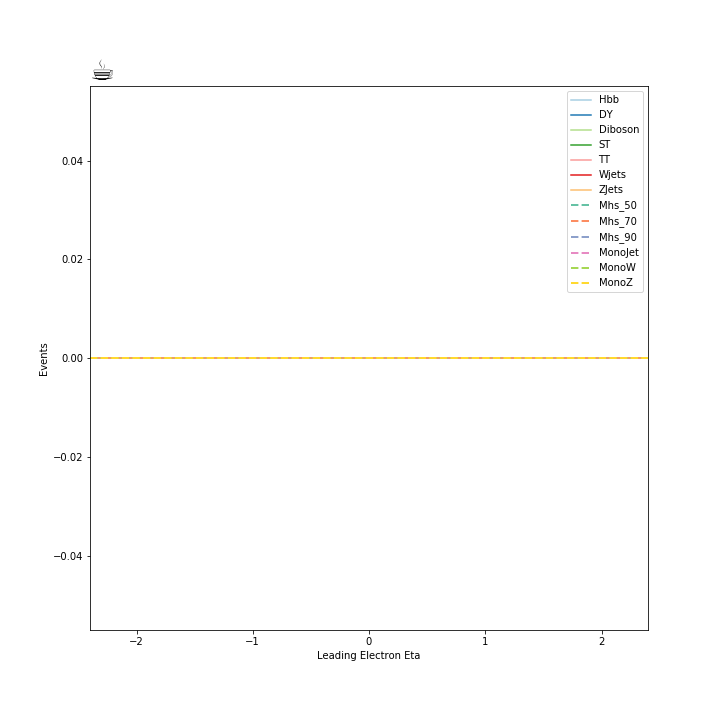 ☕
Hbb
DY
Diboson
ST
TT
Wjets
ZJets
Mhs_50
Mhs_70
Mhs_90
MonoJet
MonoW
MonoZ
0.04
0.02
0.00
−0.02
−0.04
Events
−2 −1 0 1 2
Leading Electron Eta